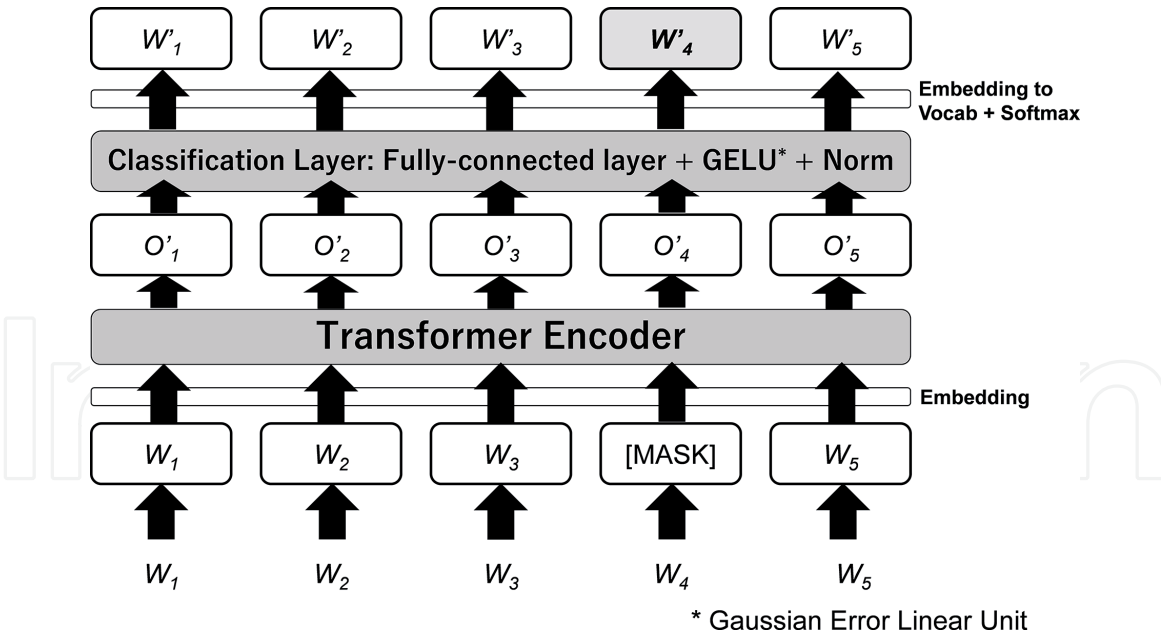 W'1 W'2 W'3 W'4 W'5
Embedding to
Vocab + Softmax
Classification Layer: Fully-connected layer + GELU* + Norm
O'1 O'2 O'3 O'4 O'5
Transformer Encoder
Embedding
W1 W2 W3 [MASK] W5
W1 W2 W3 W4 W5
* Gaussian Error Linear Unit